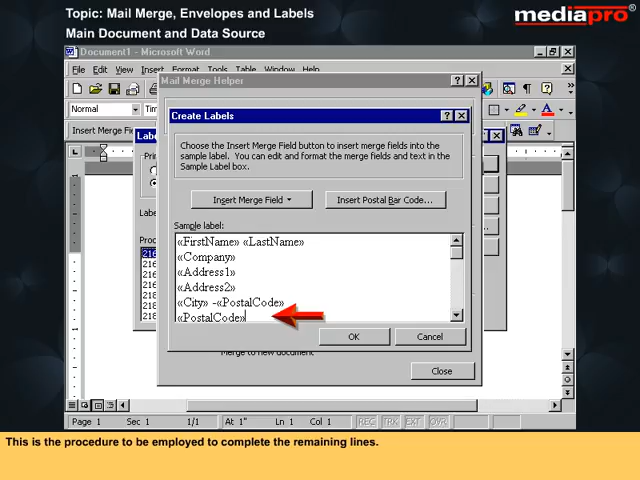 Topic: Mail Merge, Envelopes and Labels
Main Document and Data Source
mediapro®
Document1 - Microsoft Word
File Edit View Insert Format Tools Table Window Help
Mail Merge Helper
Normal
Create Labels
Insert Merge
Choose the Insert Merge Field button to insert merge fields into the
sample label. You can edit and format the merge fields and text in the
Sample Label box.
Insert Merge Field
Insert Postal Bar Code...
Sample label:
«FirstName» «LastName»
«Company»
«Address1»
«Address2»
«City» -«PostalCode»
«PostalCode»
OK
Cancel
Merge to new document
Close
Page 1 Sec 1 1/1 At 1" Ln 1 Col 1 REC TRK EXT OVR
This is the procedure to be employed to complete the remaining lines.